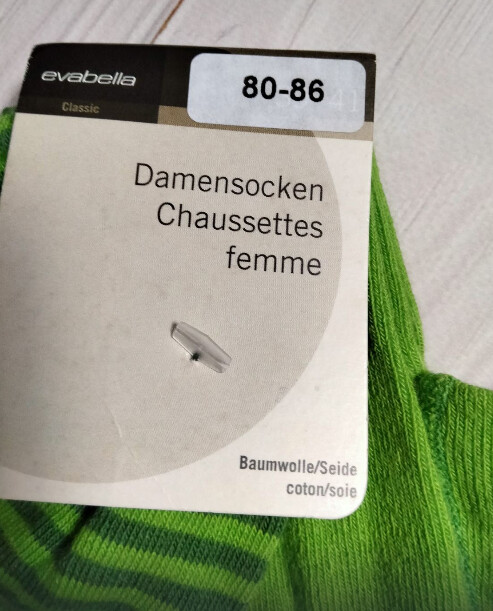 evabella
80-86
Classic
Damensocken
Chaussettes
femme
Baumwolle/Seide
coton/soie